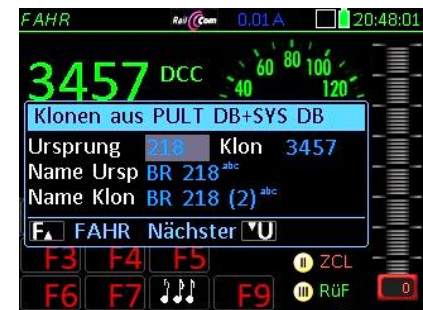 FAHR RailCom 0.01A 20:48:01
3457 DCC 40 60 80 100 120
Klonen aus PULT DB+SYS DB
Ursprung 218 Klon 3457
Name Ursp BR 218 abc
Name Klon BR 218 (2) abc
F▲ FAHR Nächster ▼U
F3 F4 F5 II ZCL
F6 F7 F9 III RüF 0